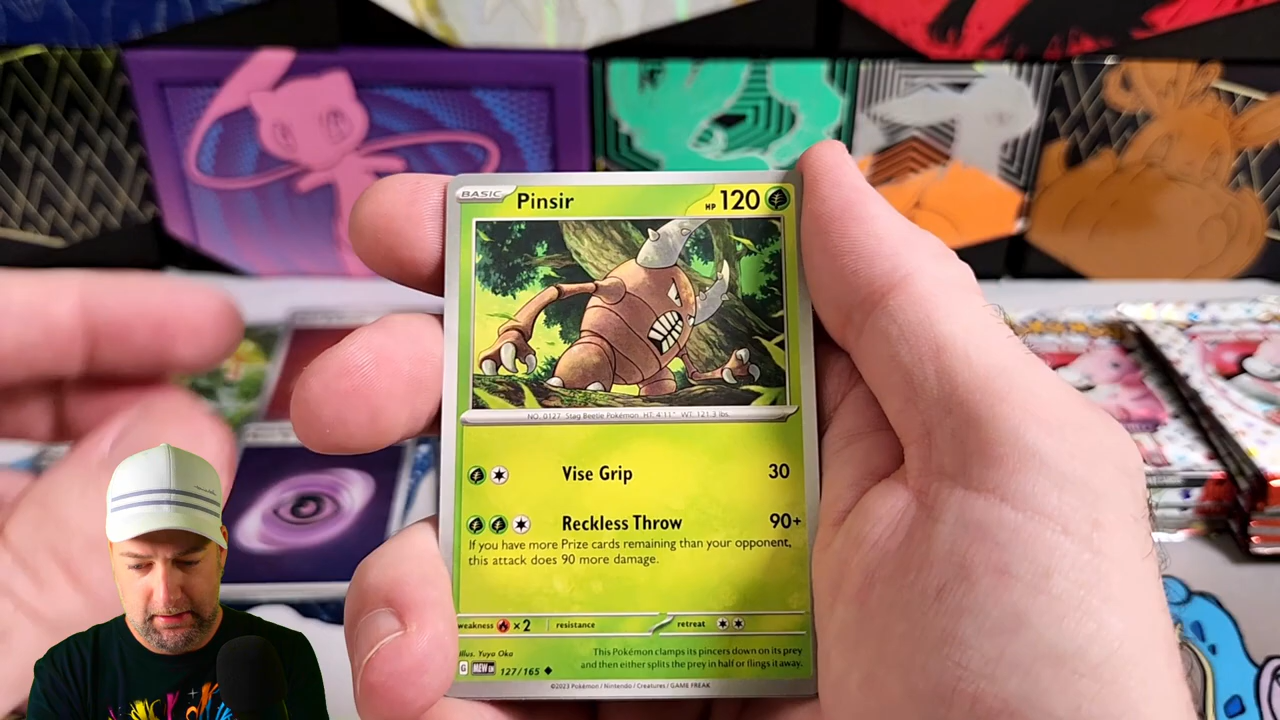 BASIC Pinsir HP 120
NO. 0127 Stag Beetle Pokémon HT: 4'11" WT: 121.3 lbs.
Vise Grip 30
Reckless Throw 90+
If you have more Prize cards remaining than your opponent,
this attack does 90 more damage.
weakness ×2 resistance retreat
Illus. Yuya Oka
This Pokémon clamps its pincers down on its prey
and then either splits the prey in half or flings it away.
G MEW EN 127/165
©2023 Pokémon / Nintendo / Creatures / GAME FREAK